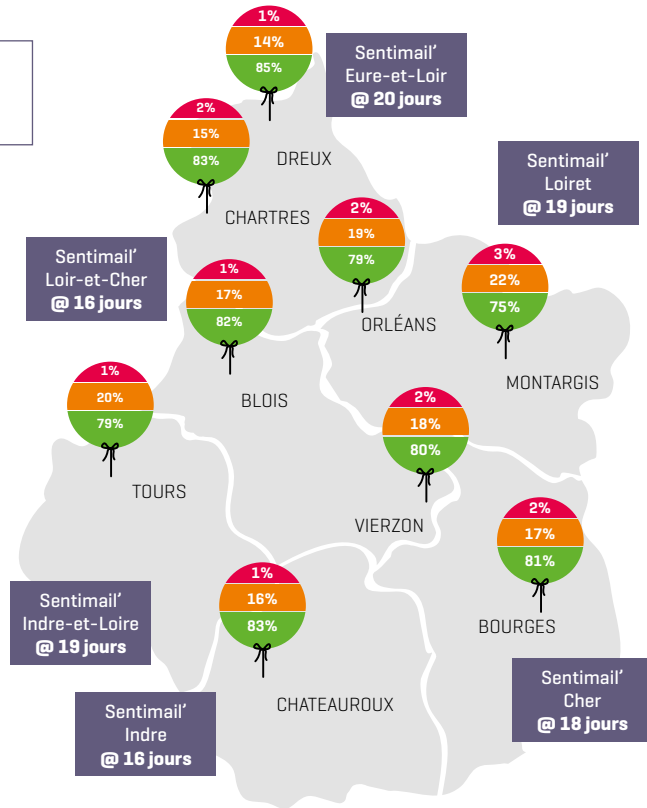 1%
14%
85%
Sentimail’
Eure-et-Loir
@ 20 jours
2%
15%
83%
DREUX
CHARTRES
Sentimail’
Loiret
@ 19 jours
2%
19%
79%
ORLÉANS
3%
22%
75%
MONTARGIS
Sentimail’
Loir-et-Cher
@ 16 jours
1%
17%
82%
BLOIS
1%
20%
79%
TOURS
2%
18%
80%
VIERZON
2%
17%
81%
BOURGES
1%
16%
83%
CHATEAUROUX
Sentimail’
Indre-et-Loire
@ 19 jours
Sentimail’
Indre
@ 16 jours
Sentimail’
Cher
@ 18 jours